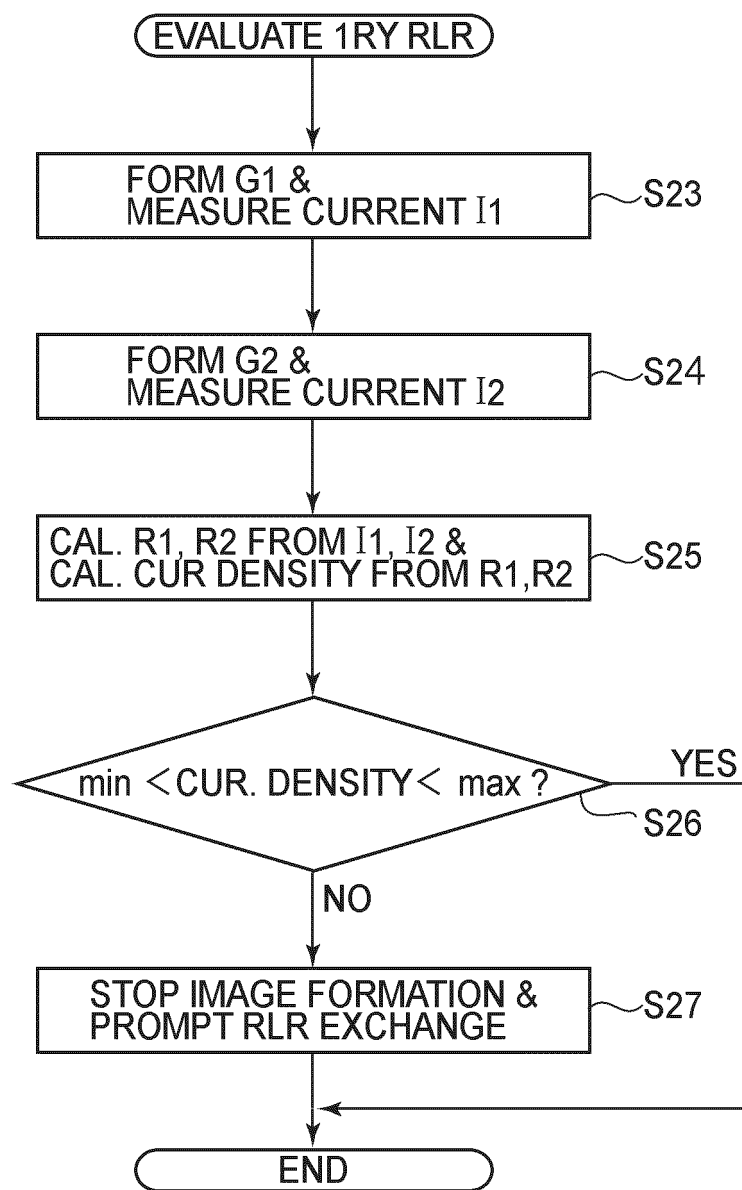 EVALUATE 1RY RLR
FORM G1 &
MEASURE CURRENT I1
S23
FORM G2 &
MEASURE CURRENT I2
S24
CAL. R1, R2 FROM I1, I2 &
CAL. CUR DENSITY FROM R1,R2
S25
min <CUR. DENSITY< max ?
YES
S26
NO
STOP IMAGE FORMATION &
PROMPT RLR EXCHANGE
S27
END